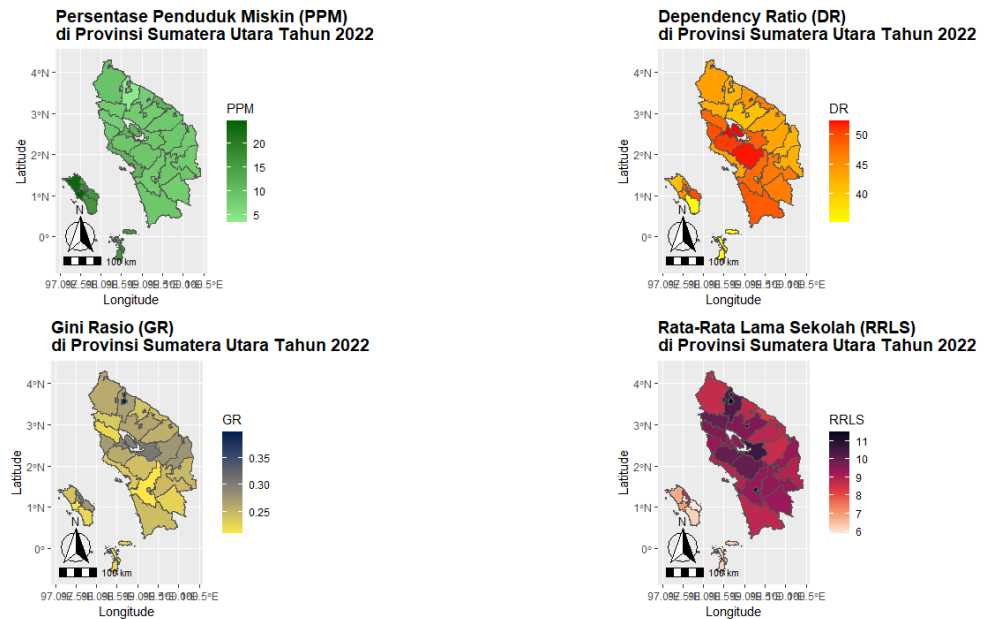 Persentase Penduduk Miskin (PPM)
di Provinsi Sumatera Utara Tahun 2022
4°N
3°N
2°N
1°N
0°
Latitude
N
100 km
Longitude
PPM
20
15
10
5
Dependency Ratio (DR)
di Provinsi Sumatera Utara Tahun 2022
4°N
3°N
2°N
1°N
0°
Latitude
N
100 km
Longitude
DR
50
45
40
Gini Rasio (GR)
di Provinsi Sumatera Utara Tahun 2022
4°N
3°N
2°N
1°N
0°
Latitude
N
100 km
Longitude
GR
0.35
0.30
0.25
Rata-Rata Lama Sekolah (RRLS)
di Provinsi Sumatera Utara Tahun 2022
4°N
3°N
2°N
1°N
0°
Latitude
N
100 km
Longitude
RRLS
11
10
9
8
7
6